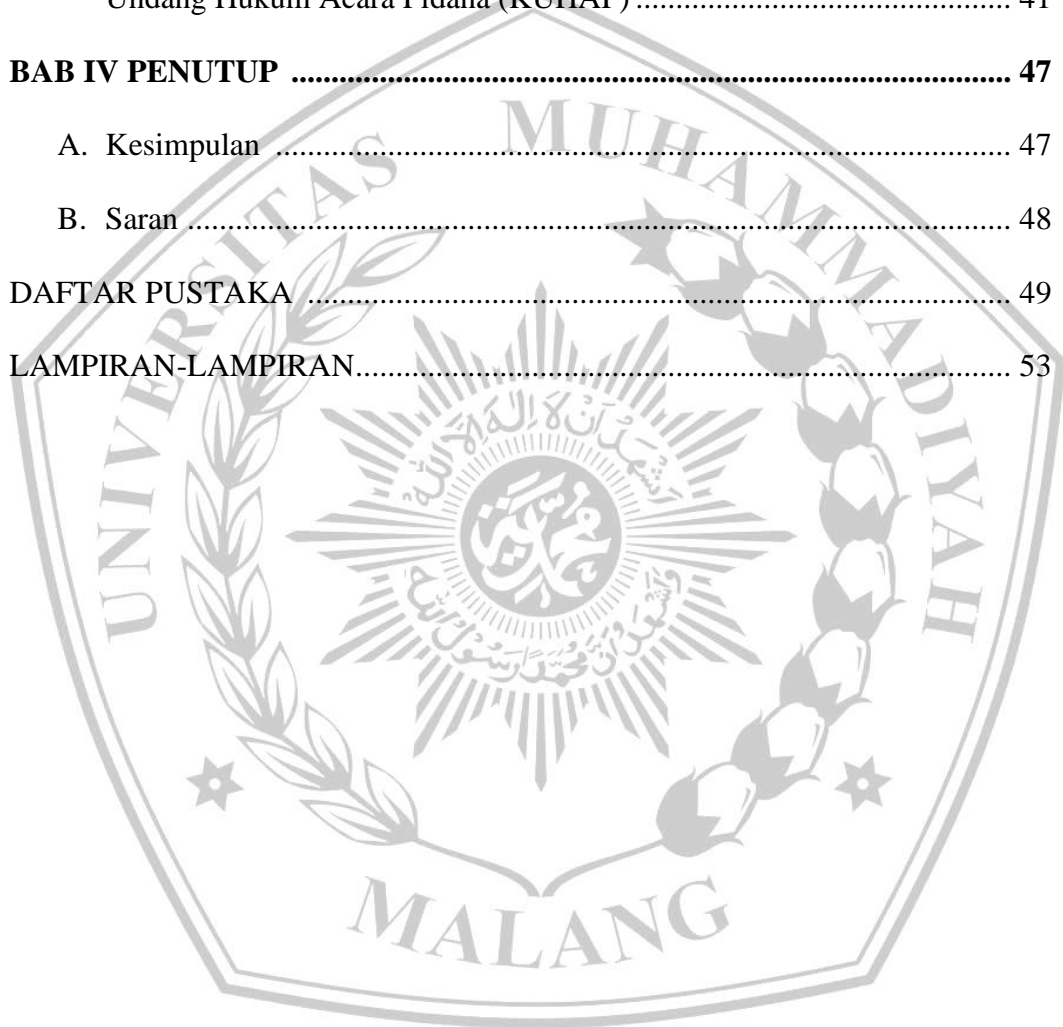 Undang Hukum Acara Pidana (KUHAP) ............................................... 41
BAB IV PENUTUP .......................................................................................... 47
A. Kesimpulan ............................................................................................ 47
B. Saran ....................................................................................................... 48
DAFTAR PUSTAKA ........................................................................................ 49
LAMPIRAN-LAMPIRAN.................................................................................. 53
UNIVERSITAS MUHAMMADIYAH
MALANG